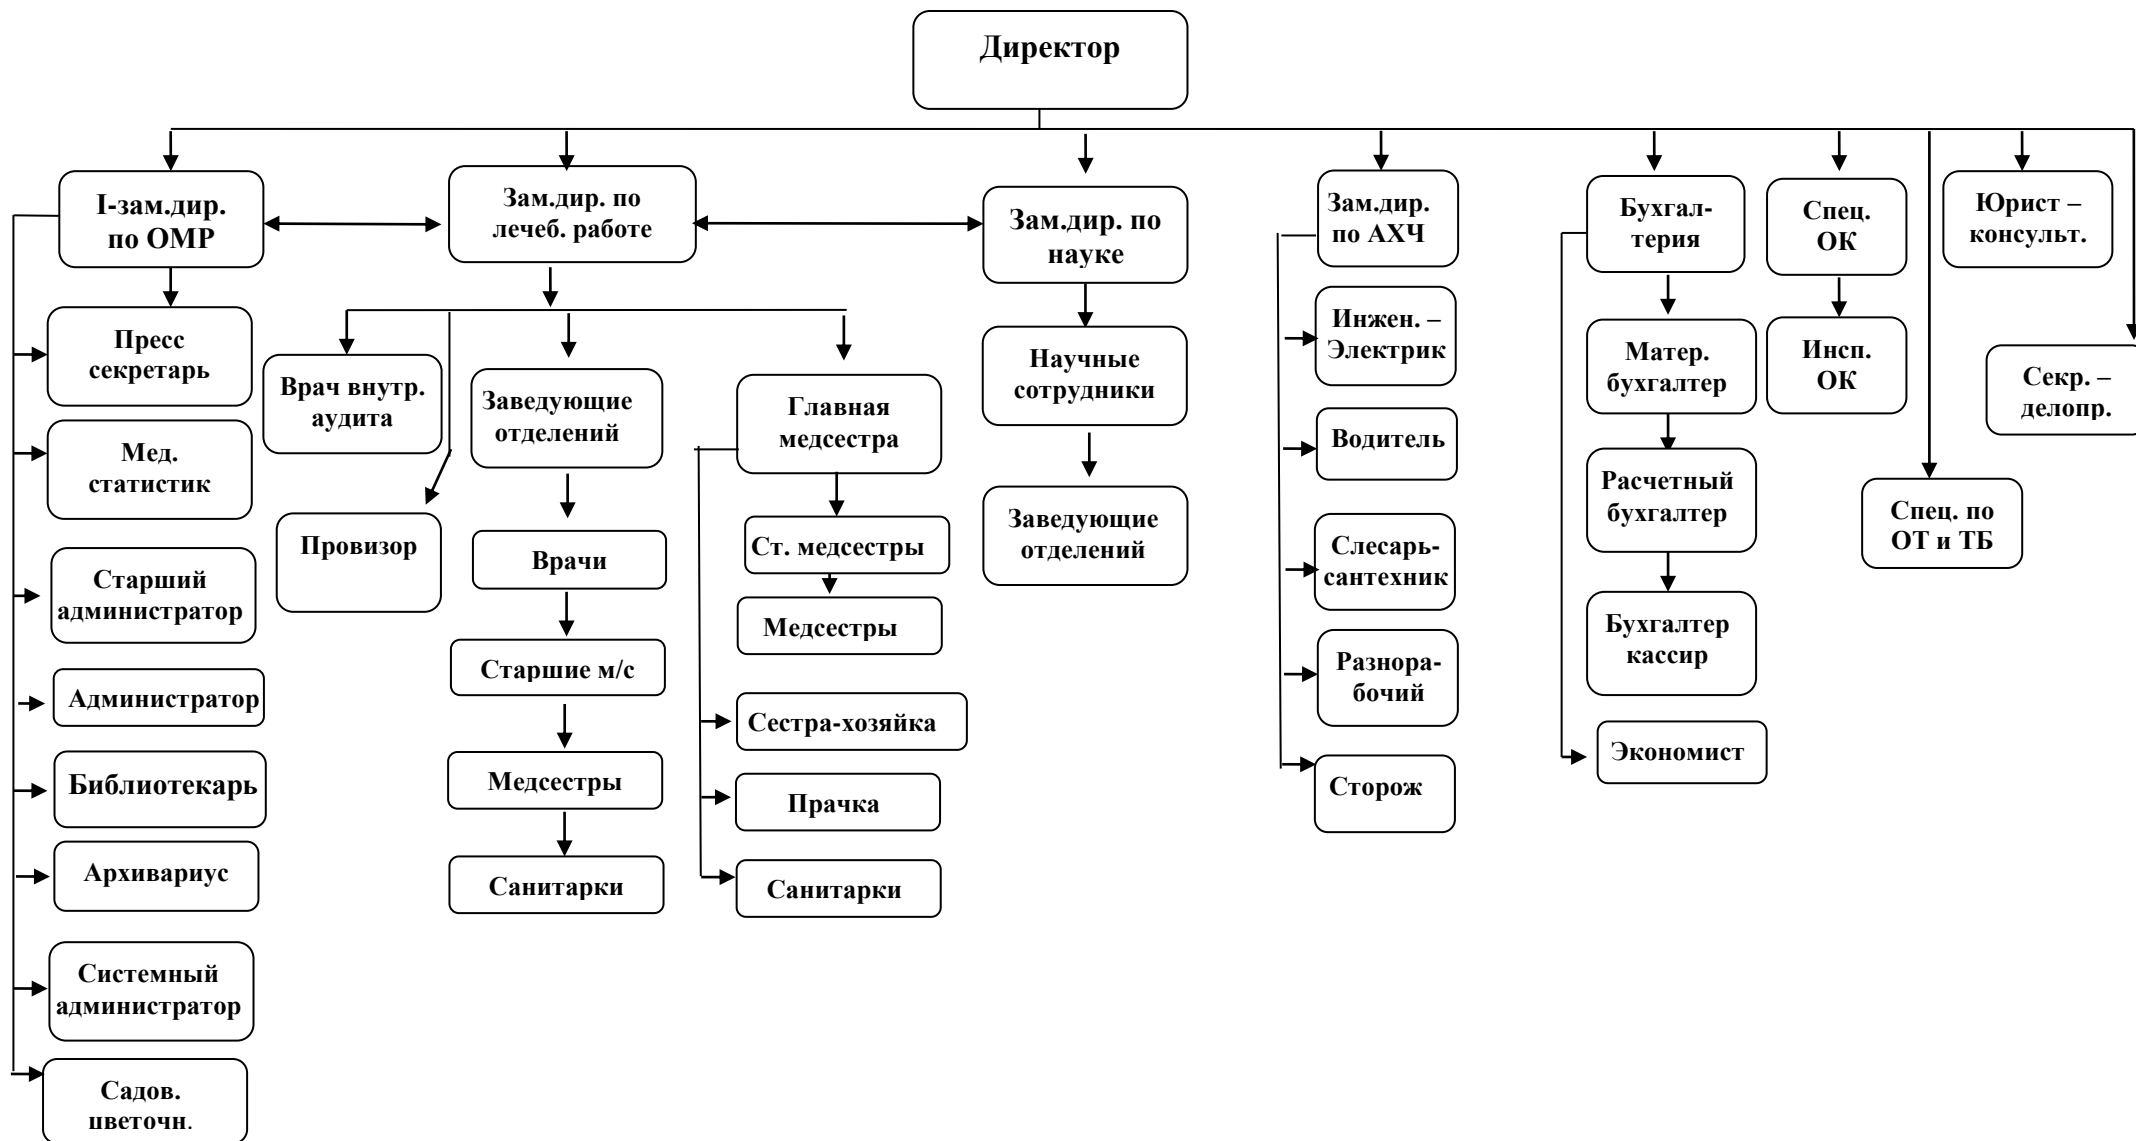 Директор
I-зам.дир.
по ОМР
Зам.дир. по
лечеб. работе
Зам.дир. по
науке
Зам.дир.
по АХЧ
Бухгал-
терия
Спец.
ОК
Юрист –
консульт.
Пресс
секретарь
Мед.
статистик
Старший
администратор
Администратор
Библиотекарь
Архивариус
Системный
администратор
Садов.
цветочн.
Врач внутр.
аудита
Провизор
Заведующие
отделений
Врачи
Старшие м/с
Медсестры
Санитарки
Главная
медсестра
Ст. медсестры
Медсестры
Сестра-хозяйка
Прачка
Санитарки
Научные
сотрудники
Заведующие
отделений
Инжен. –
Электрик
Водитель
Слесарь-
сантехник
Разнора-
бочий
Сторож
Матер.
бухгалтер
Расчетный
бухгалтер
Бухгалтер
кассир
Экономист
Инсп.
ОК
Спец. по
ОТ и ТБ
Секр. –
делопр.